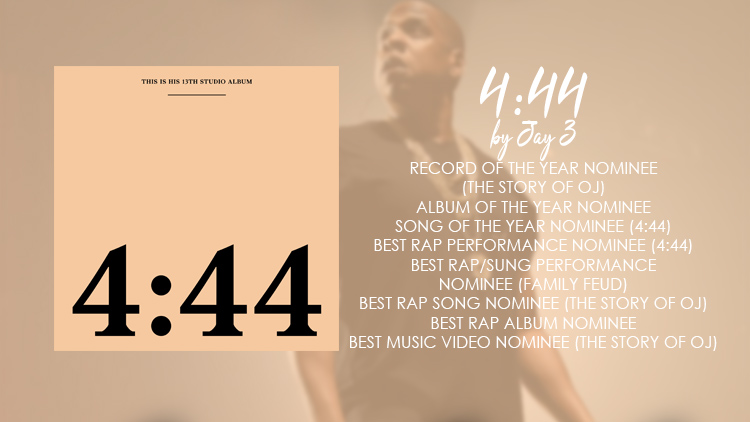 THIS IS HIS 13TH STUDIO ALBUM
4:44
4:44
by Jay Z
RECORD OF THE YEAR NOMINEE
(THE STORY OF OJ)
ALBUM OF THE YEAR NOMINEE
SONG OF THE YEAR NOMINEE (4:44)
BEST RAP PERFORMANCE NOMINEE (4:44)
BEST RAP/SUNG PERFORMANCE
NOMINEE (FAMILY FEUD)
BEST RAP SONG NOMINEE (THE STORY OF OJ)
BEST RAP ALBUM NOMINEE
BEST MUSIC VIDEO NOMINEE (THE STORY OF OJ)